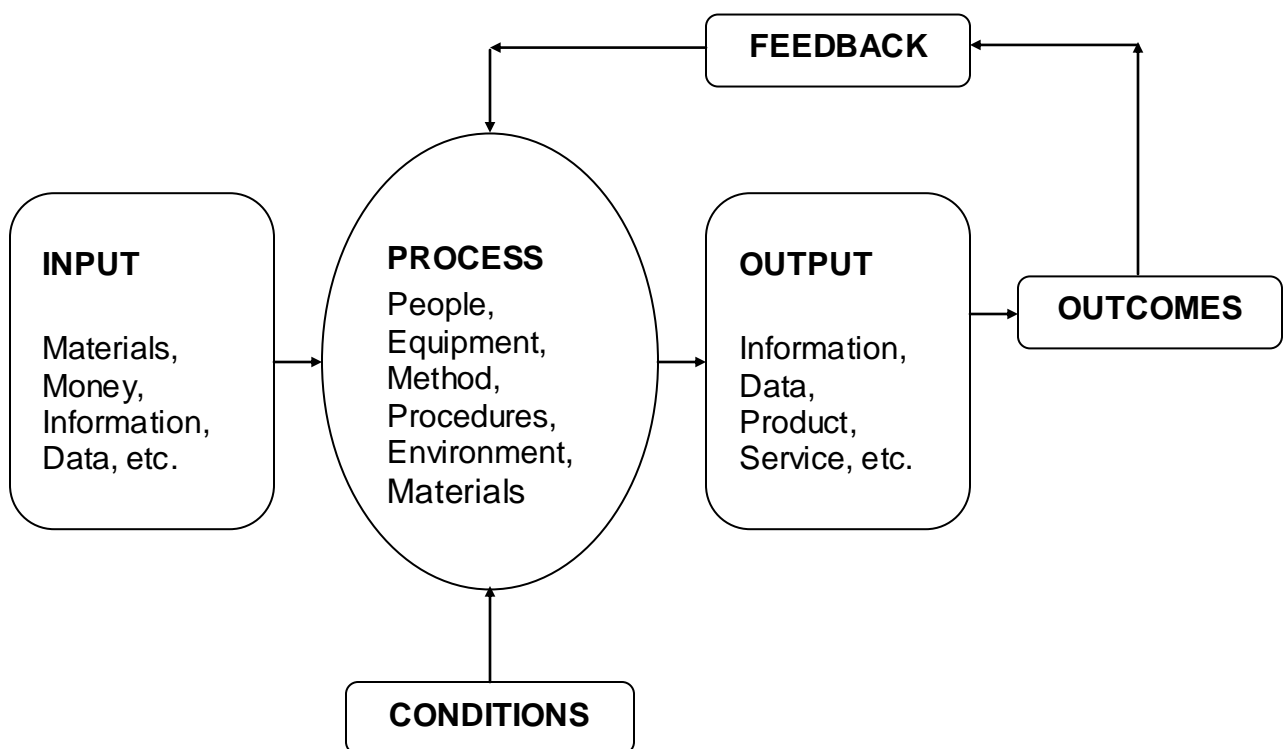 FEEDBACK
INPUT
Materials,
Money,
Information,
Data, etc.
PROCESS
People,
Equipment,
Method,
Procedures,
Environment,
Materials
OUTPUT
Information,
Data,
Product,
Service, etc.
OUTCOMES
CONDITIONS